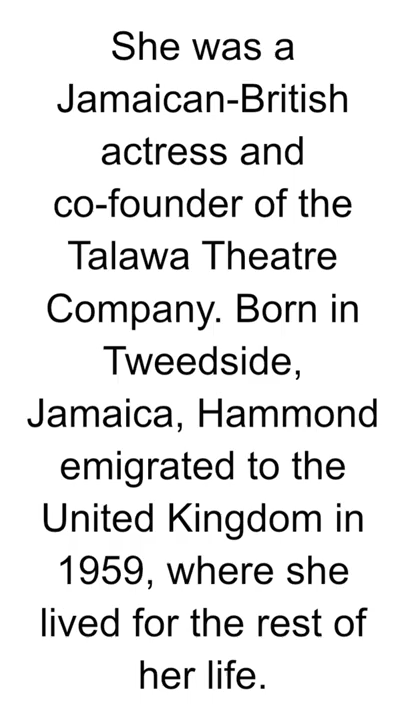 She was a
Jamaican-British
actress and
co-founder of the
Talawa Theatre
Company. Born in
Tweedside,
Jamaica, Hammond
emigrated to the
United Kingdom in
1959, where she
lived for the rest of
her life.